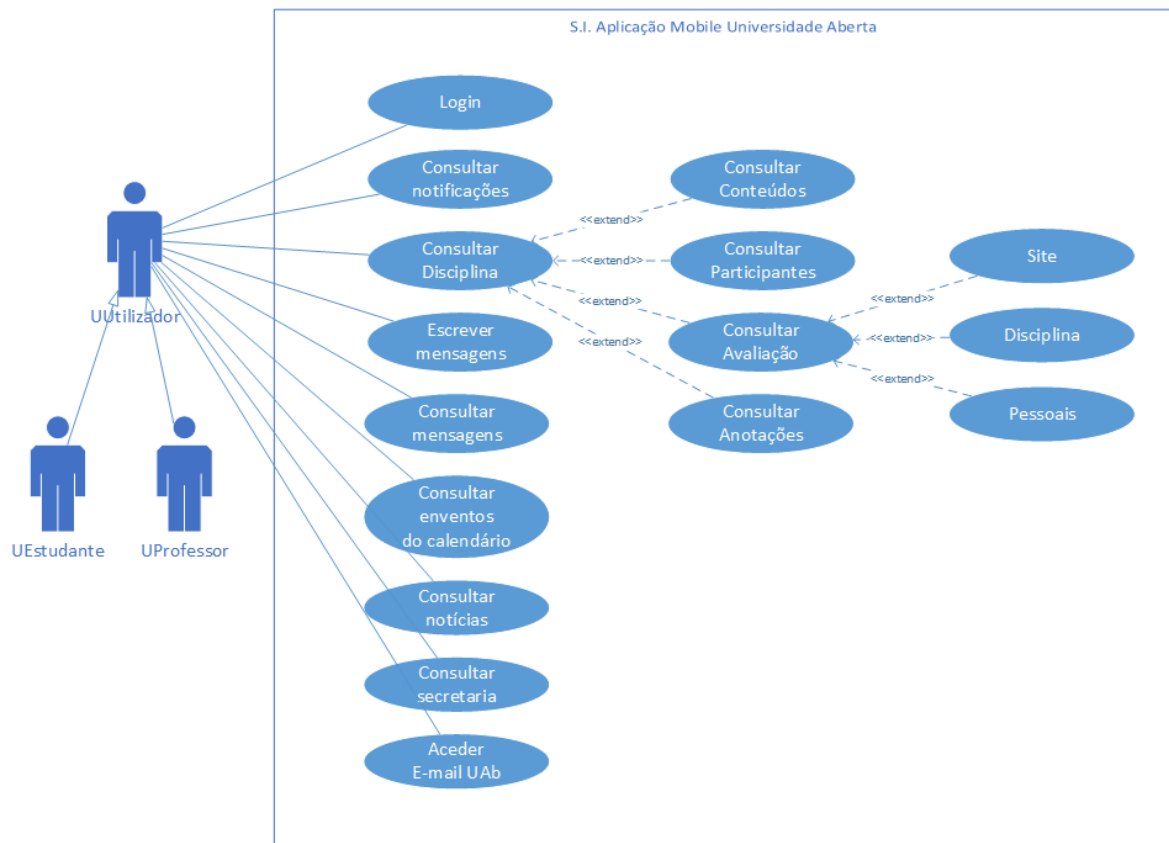 S.I. Aplicação Mobile Universidade Aberta
Login
Consultar
notificações
Consultar
Conteúdos
<<extend>>
Consultar
Disciplina
<<extend>>
Consultar
Participantes
Site
<<extend>>
<<extend>>
UUtilizador
Escrever
mensagens
<<extend>>
Consultar
Avaliação
<<extend>>
Disciplina
<<extend>>
Consultar
mensagens
Consultar
Anotações
Pessoais
UEstudante
UProfessor
Consultar
enventos
do calendário
Consultar
notícias
Consultar
secretaria
Aceder
E-mail UAb